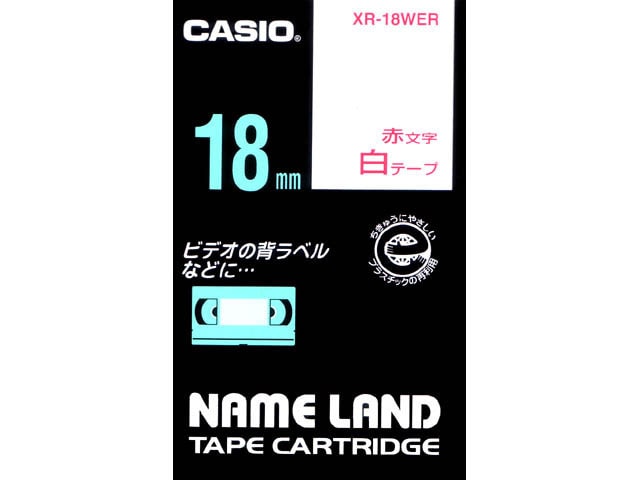 CASIO®
XR-18WER
18mm
赤文字
白テープ
ちきゅうにやさしい
e
プラスチックの再利用
ビデオの背ラベル
などに…
NAME LAND
TAPE CARTRIDGE